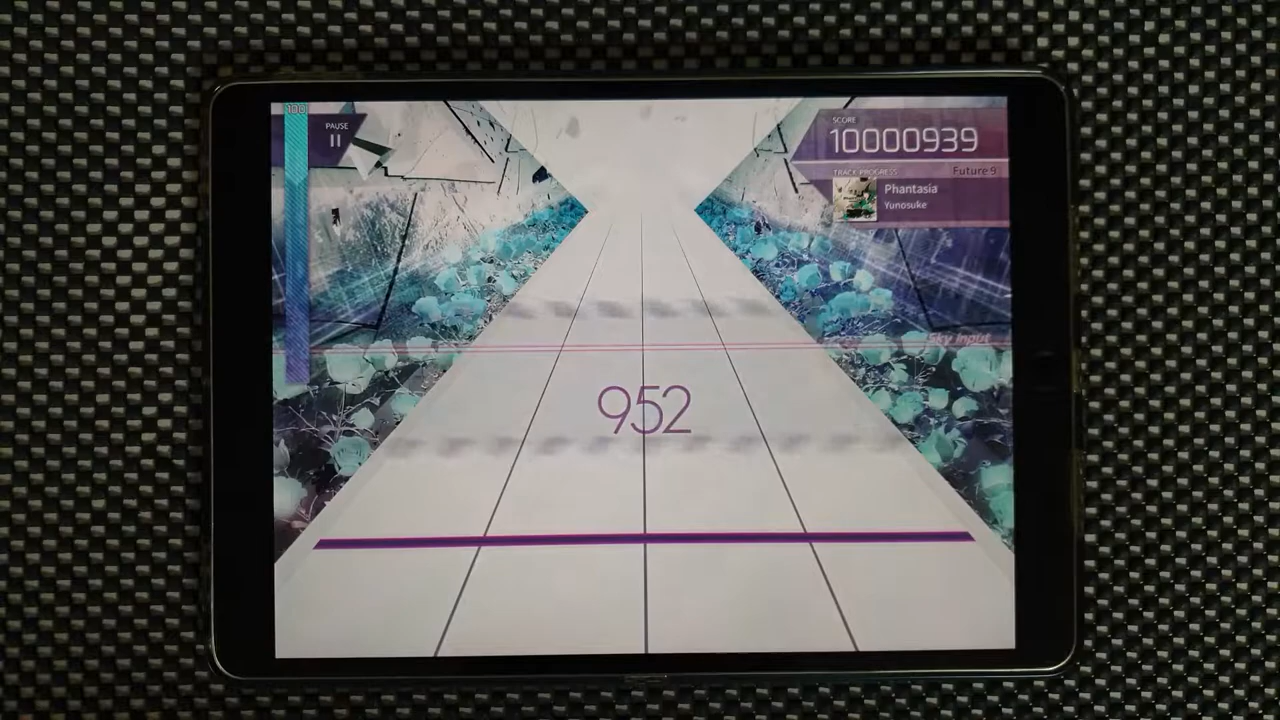 100
PAUSE
SCORE
10000939
TRACK PROGRESS
Future 9
Phantasia
Yunosuke
Sky Input
952